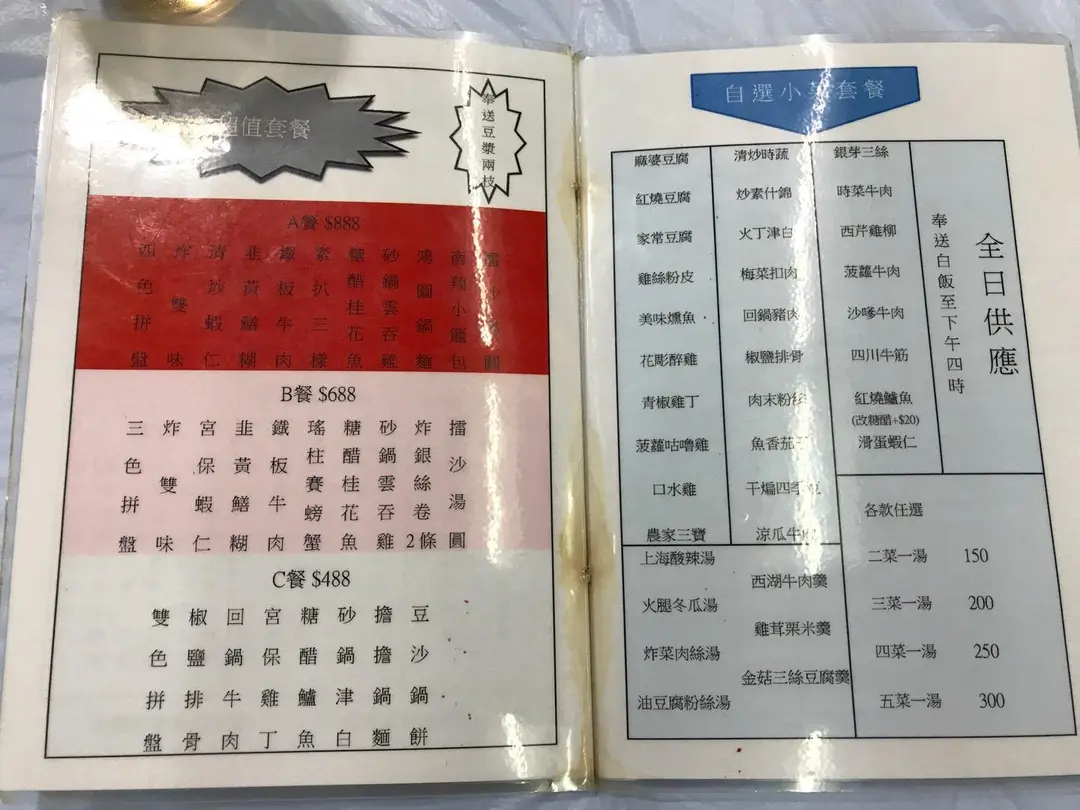 超值套餐
奉送豆漿兩枝
A餐 $888
四色拼盤
炸雙味
清炒蝦仁
韭黃鱔糊
板牛肉
素扒三樣
糖醋桂花魚
砂鍋雲吞雞
鴻圖鍋麵
南翔小籠包
圓
B餐 $688
三色拼盤
炸雙味
宮保蝦仁
韭黃鱔糊
鐵板牛肉
瑤柱賽螃蟹
糖醋桂花魚
砂鍋雲吞雞
炸銀絲卷2條
擂沙湯圓
C餐 $488
雙色拼盤
椒鹽排骨
回鍋牛肉
宮保雞丁
糖醋鱸魚
砂鍋津白
擔擔鍋麵
豆沙鍋餅
自選小菜套餐
麻婆豆腐
紅燒豆腐
家常豆腐
雞絲粉皮
美味燻魚
花彫醉雞
青椒雞丁
菠蘿咕嚕雞
口水雞
農家三寶
清炒時蔬
炒素什錦
火丁津白
梅菜扣肉
回鍋豬肉
椒鹽排骨
肉末粉絲
魚香茄子
干煸四季豆
涼瓜牛肉
銀芽三絲
時菜牛肉
西芹雞柳
菠蘿牛肉
沙嗲牛肉
四川牛筋
紅燒鱸魚
(改糖醋+$20)
滑蛋蝦仁
全日供應
奉送白飯至下午四時
上海酸辣湯
西湖牛肉羹
火腿冬瓜湯
雞茸栗米羹
炸菜肉絲湯
金菇三絲豆腐羹
油豆腐粉絲湯
各款任選
二菜一湯 150
三菜一湯 200
四菜一湯 250
五菜一湯 300